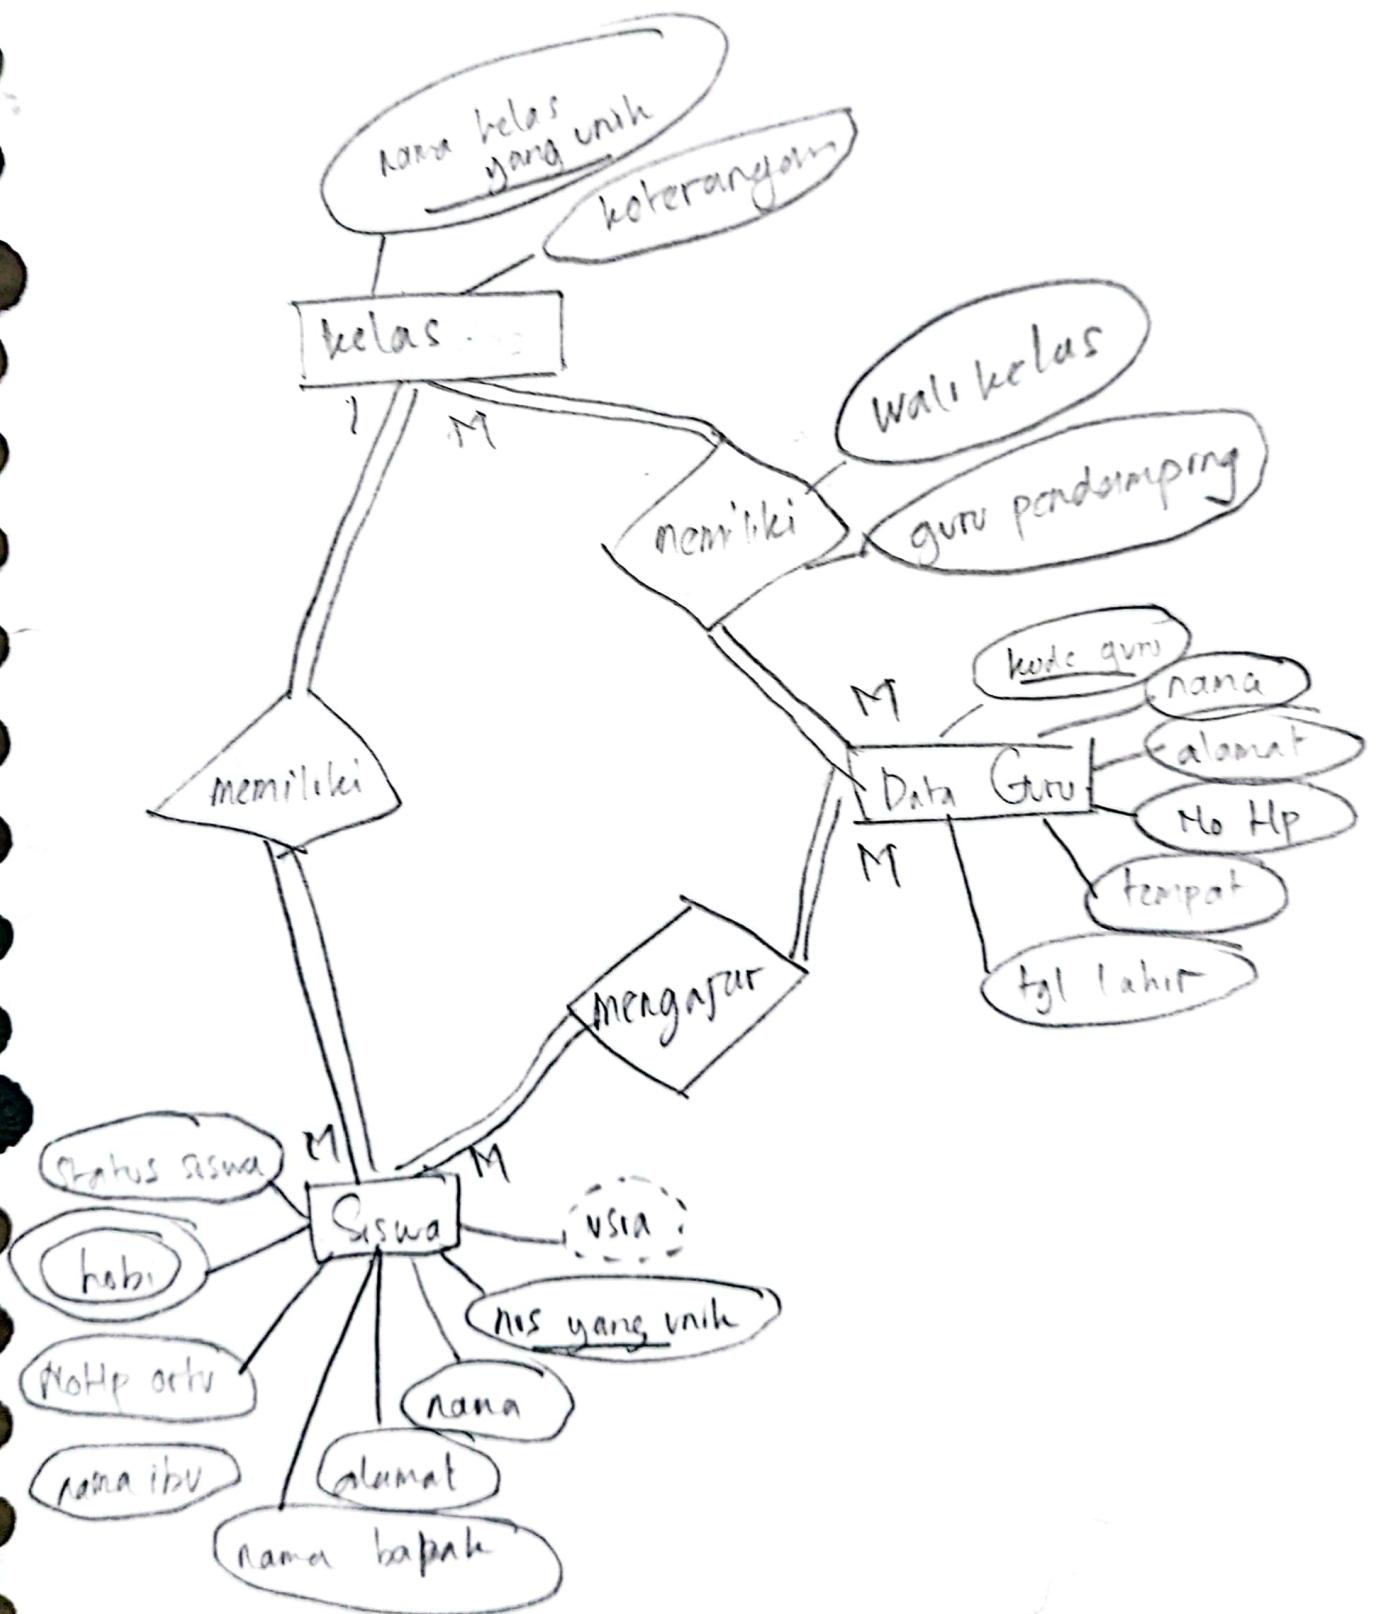 nama kelas
yang unik
keterangan
kelas
1
M
wali kelas
guru pendamping
memiliki
kode guru
nama
alamat
No Hp
tempat
tgl lahir
M
Data Guru
M
memiliki
mengajar
M
M
status siswa
Siswa
usia
hobi
nis yang unik
No Hp ortu
nama
nama ibu
alamat
nama bapak